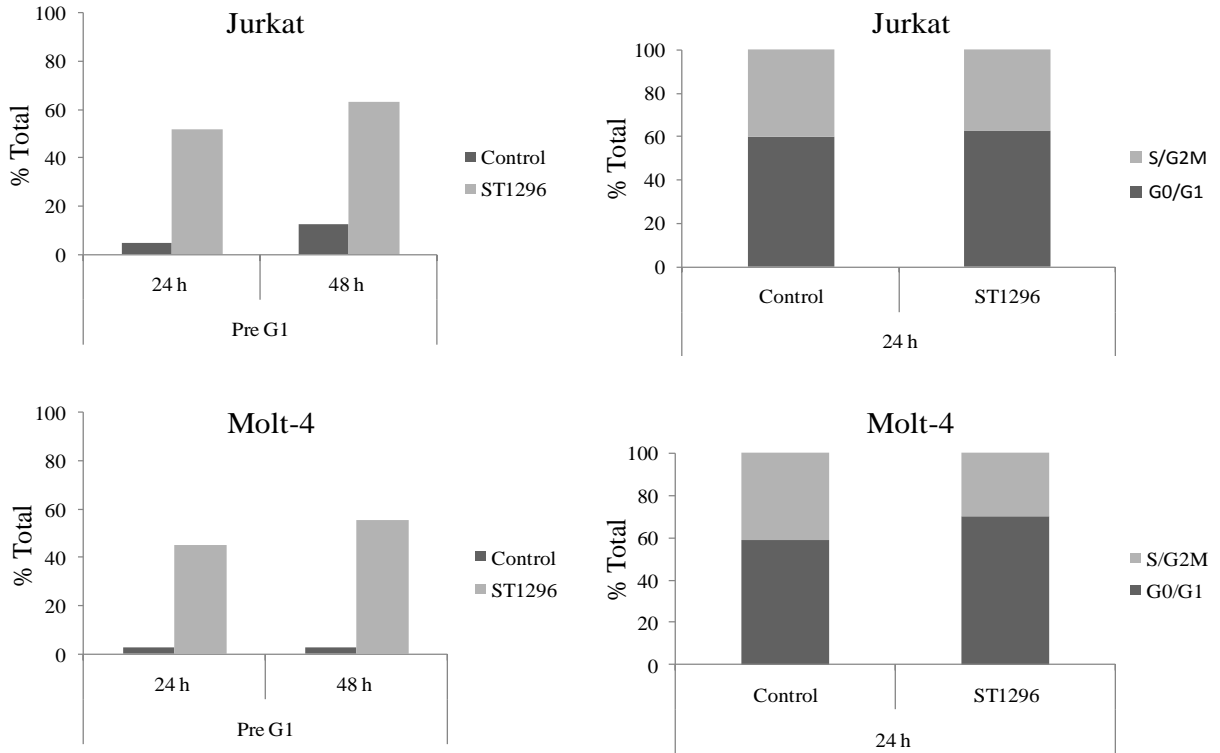 Jurkat
100
80
60
40
20
0
% Total
24 h
48 h
Pre G1
Control
ST1296
Jurkat
100
80
60
40
20
0
% Total
Control
ST1296
24 h
S/G2M
G0/G1
Molt-4
100
80
60
40
20
0
% Total
24 h
48 h
Pre G1
Control
ST1296
Molt-4
100
80
60
40
20
0
% Total
Control
ST1296
24 h
S/G2M
G0/G1